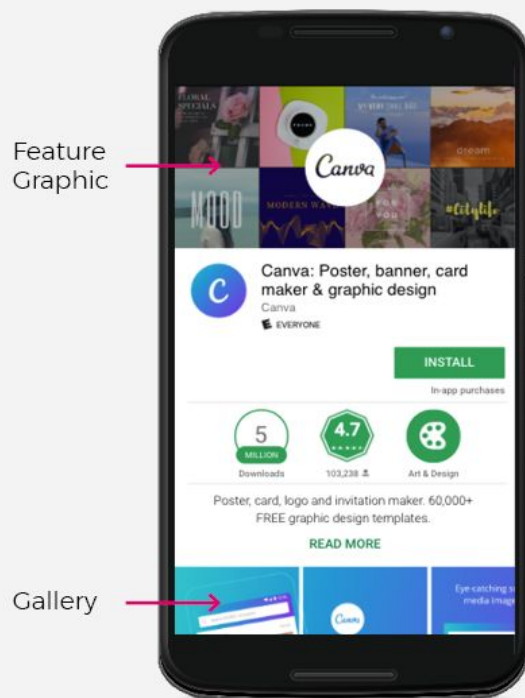 Feature
Graphic
FLORAL
SPECIALS
dream
Canva
MOOD
MODERN WAVE
FOR
YOU
#Citylife
C
Canva: Poster, banner, card
maker & graphic design
Canva
E EVERYONE
INSTALL
In-app purchases
5
MILLION
Downloads
4.7
103,238
Art & Design
Poster, card, logo and invitation maker. 60,000+
FREE graphic design templates.
READ MORE
Gallery
Canva
Eye-catching